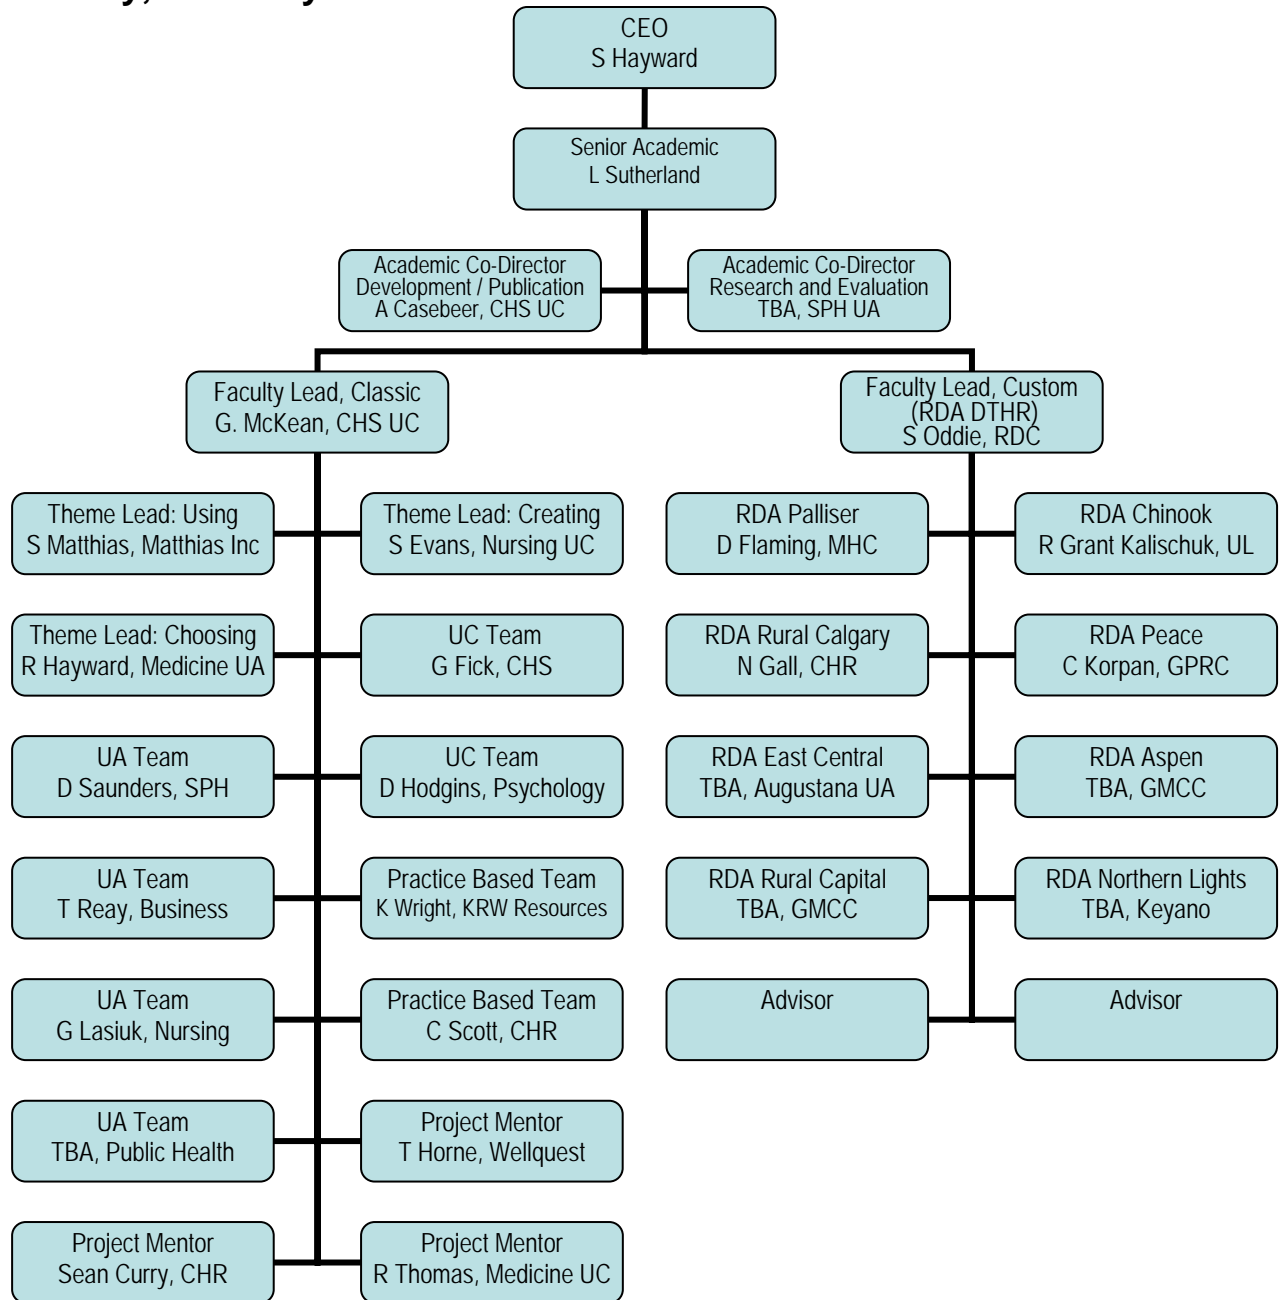 CEO
S Hayward
Senior Academic
L Sutherland
Academic Co-Director
Development / Publication
A Casebeer, CHS UC
Academic Co-Director
Research and Evaluation
TBA, SPH UA
Faculty Lead, Classic
G. McKean, CHS UC
Faculty Lead, Custom
(RDA DTHR)
S Oddie, RDC
Theme Lead: Using
S Matthias, Matthias Inc
Theme Lead: Creating
S Evans, Nursing UC
RDA Palliser
D Flaming, MHC
RDA Chinook
R Grant Kalischuk, UL
Theme Lead: Choosing
R Hayward, Medicine UA
UC Team
G Fick, CHS
RDA Rural Calgary
N Gall, CHR
RDA Peace
C Korpan, GPRC
UA Team
D Saunders, SPH
UC Team
D Hodgins, Psychology
RDA East Central
TBA, Augustana UA
RDA Aspen
TBA, GMCC
UA Team
T Reay, Business
Practice Based Team
K Wright, KRW Resources
RDA Rural Capital
TBA, GMCC
RDA Northern Lights
TBA, Keyano
UA Team
G Lasiuk, Nursing
Practice Based Team
C Scott, CHR
Advisor
Advisor
UA Team
TBA, Public Health
Project Mentor
T Horne, Wellquest
Project Mentor
Sean Curry, CHR
Project Mentor
R Thomas, Medicine UC